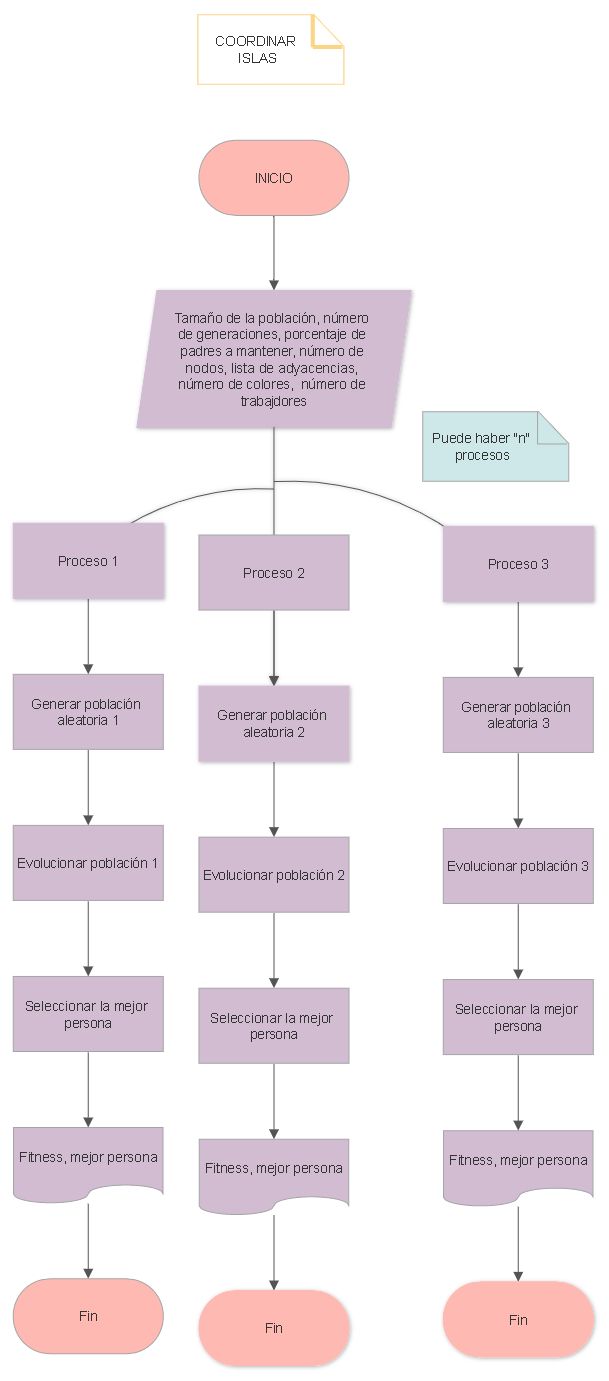 COORDINAR
ISLAS
INICIO
Tamaño de la población, número
de generaciones, porcentaje de
padres a mantener, número de
nodos, lista de adyacencias,
número de colores, número de
trabajdores
Puede haber "n"
procesos
Proceso 1
Proceso 2
Proceso 3
Generar población
aleatoria 1
Generar población
aleatoria 2
Generar población
aleatoria 3
Evolucionar población 1
Evolucionar población 2
Evolucionar población 3
Seleccionar la mejor
persona
Seleccionar la mejor
persona
Seleccionar la mejor
persona
Fitness, mejor persona
Fitness, mejor persona
Fitness, mejor persona
Fin
Fin
Fin